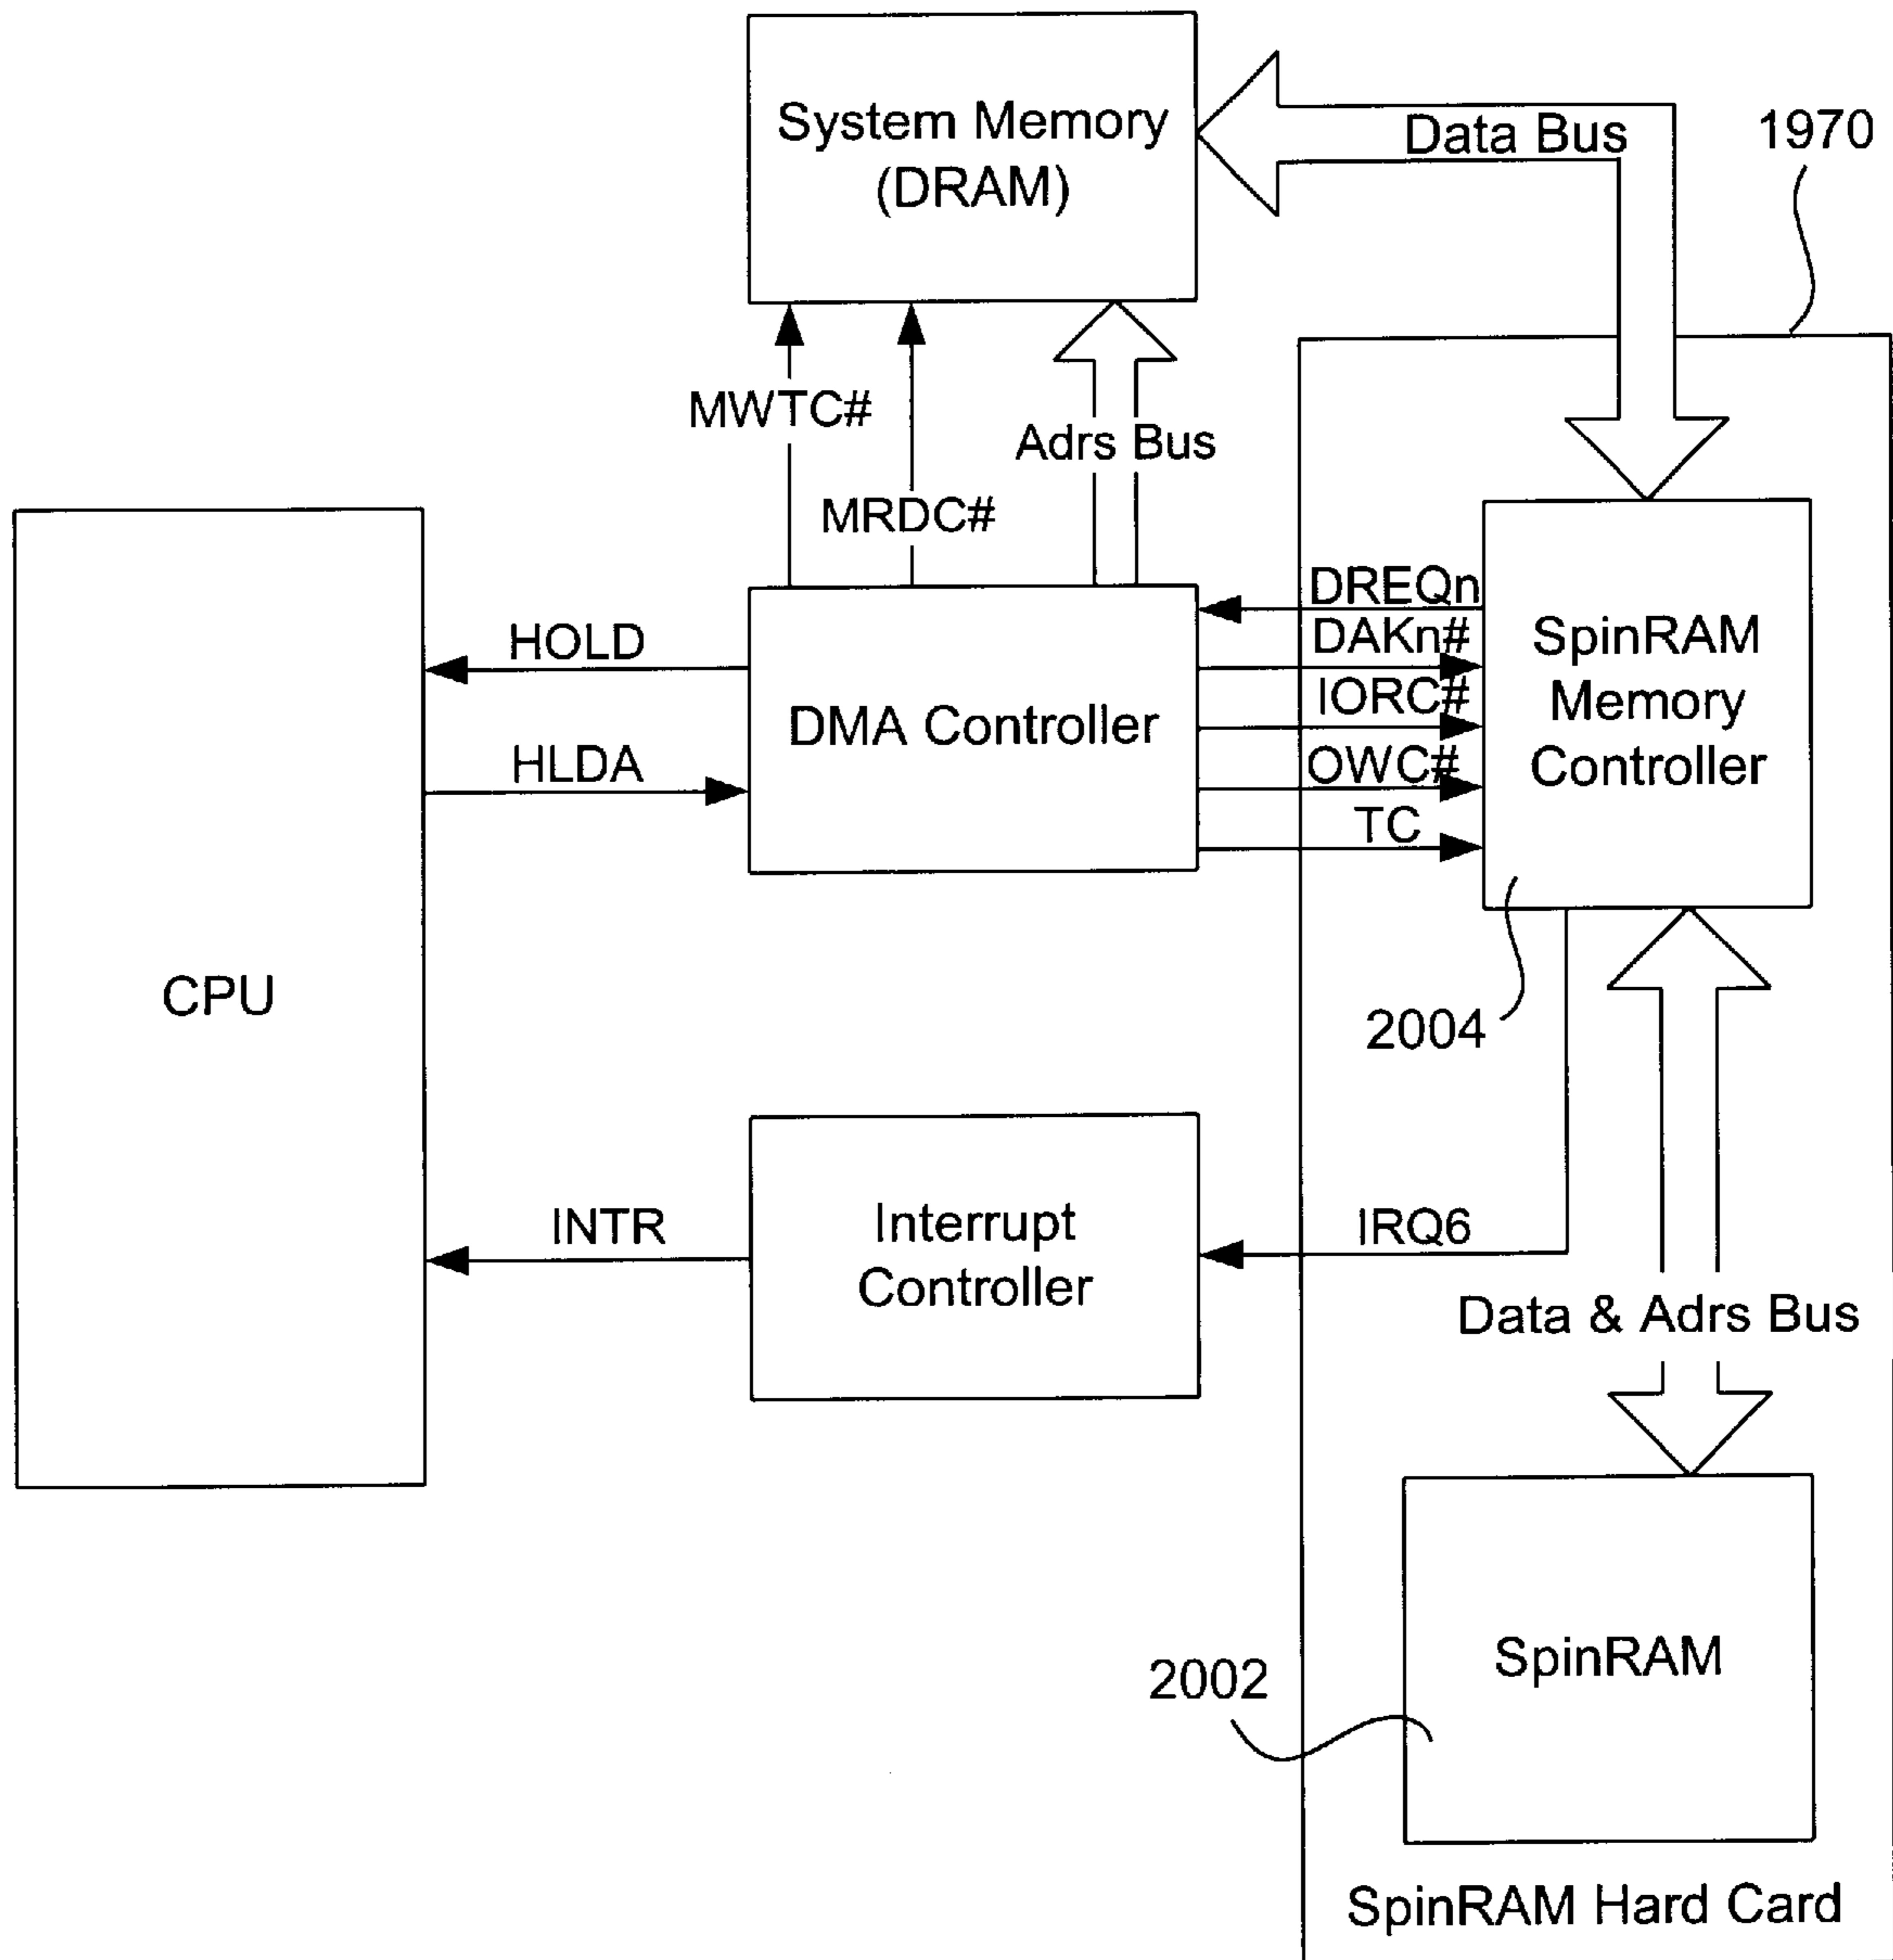 System Memory
(DRAM)
Data Bus
1970
MWTC#
Adrs Bus
MRDC#
DREQn
DAKn#
IORC#
OWC#
TC
SpinRAM
Memory
Controller
HOLD
DMA Controller
HLDA
CPU
2004
INTR
Interrupt
Controller
IRQ6
Data & Adrs Bus
SpinRAM
2002
SpinRAM Hard Card